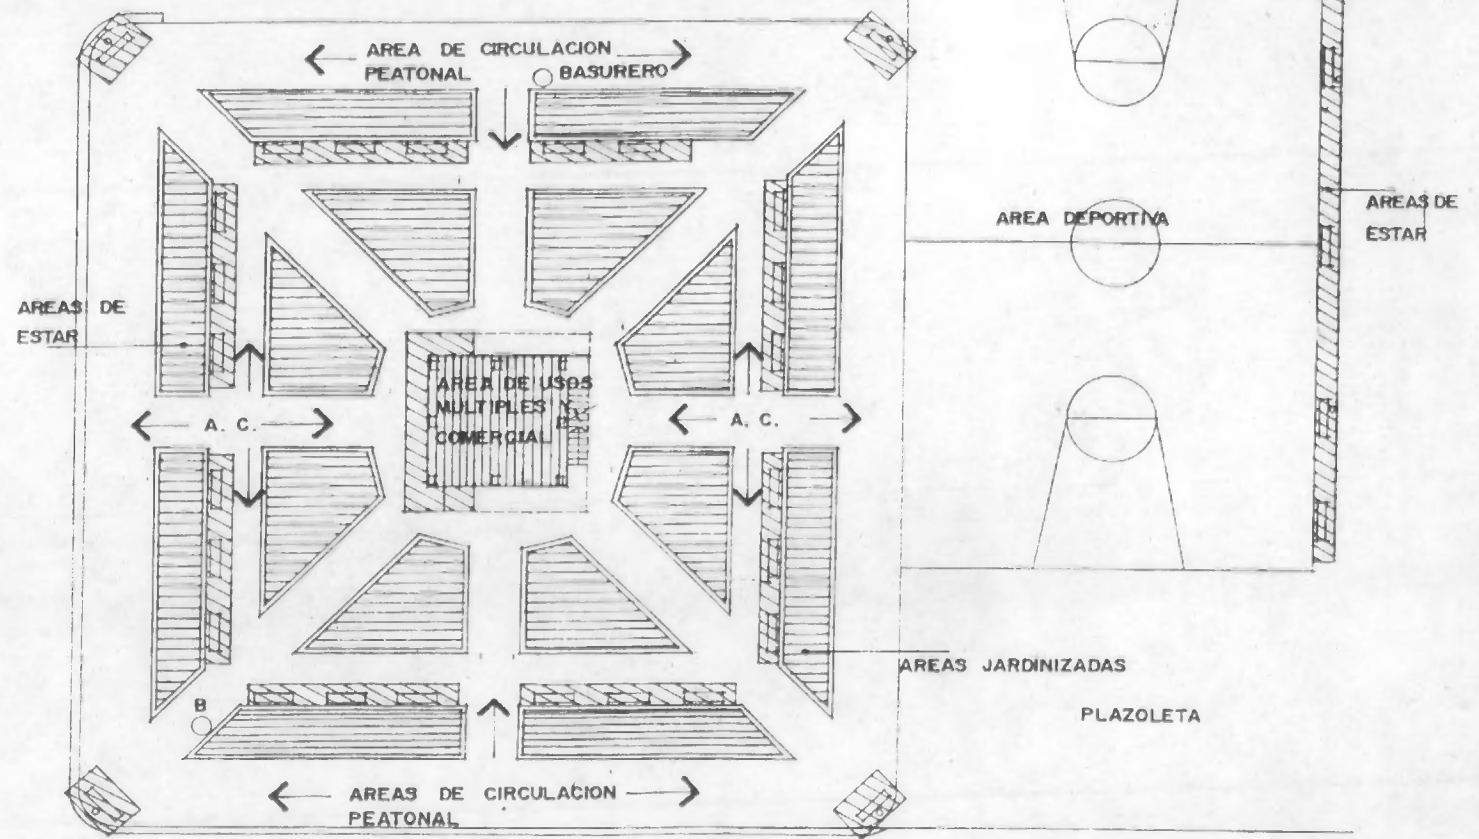 AREA DE CIRCULACION
PEATONAL
BASURERO
AREAS DE
ESTAR
AREA DEPORTIVA
AREAS DE
ESTAR
AREA DE USOS
MULTIPLES Y
COMERCIAL
A. C.
A. C.
AREAS JARDINIZADAS
B
PLAZOLETA
AREAS DE CIRCULACION
PEATONAL